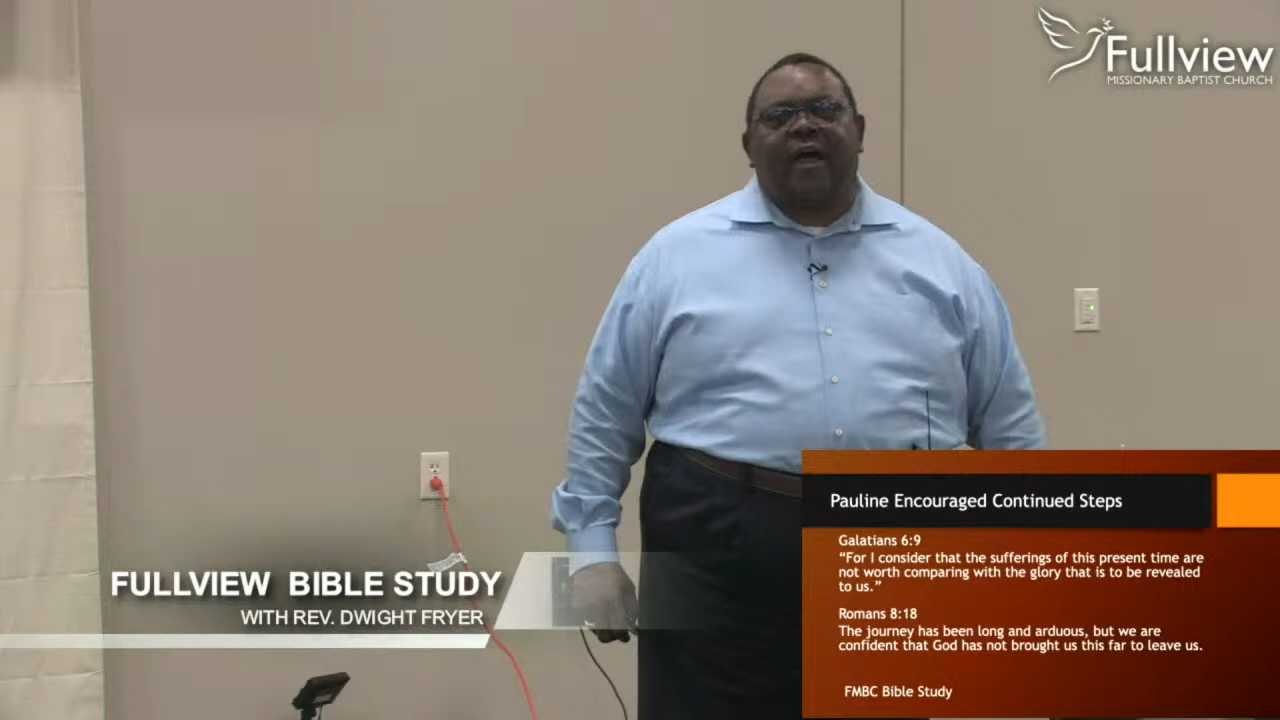 Fullview
MISSIONARY BAPTIST CHURCH
Pauline Encouraged Continued Steps
Galatians 6:9
“For I consider that the sufferings of this present time are
not worth comparing with the glory that is to be revealed
to us.”
Romans 8:18
The journey has been long and arduous, but we are
confident that God has not brought us this far to leave us.
FMBC Bible Study
FULLVIEW BIBLE STUDY
WITH REV. DWIGHT FRYER